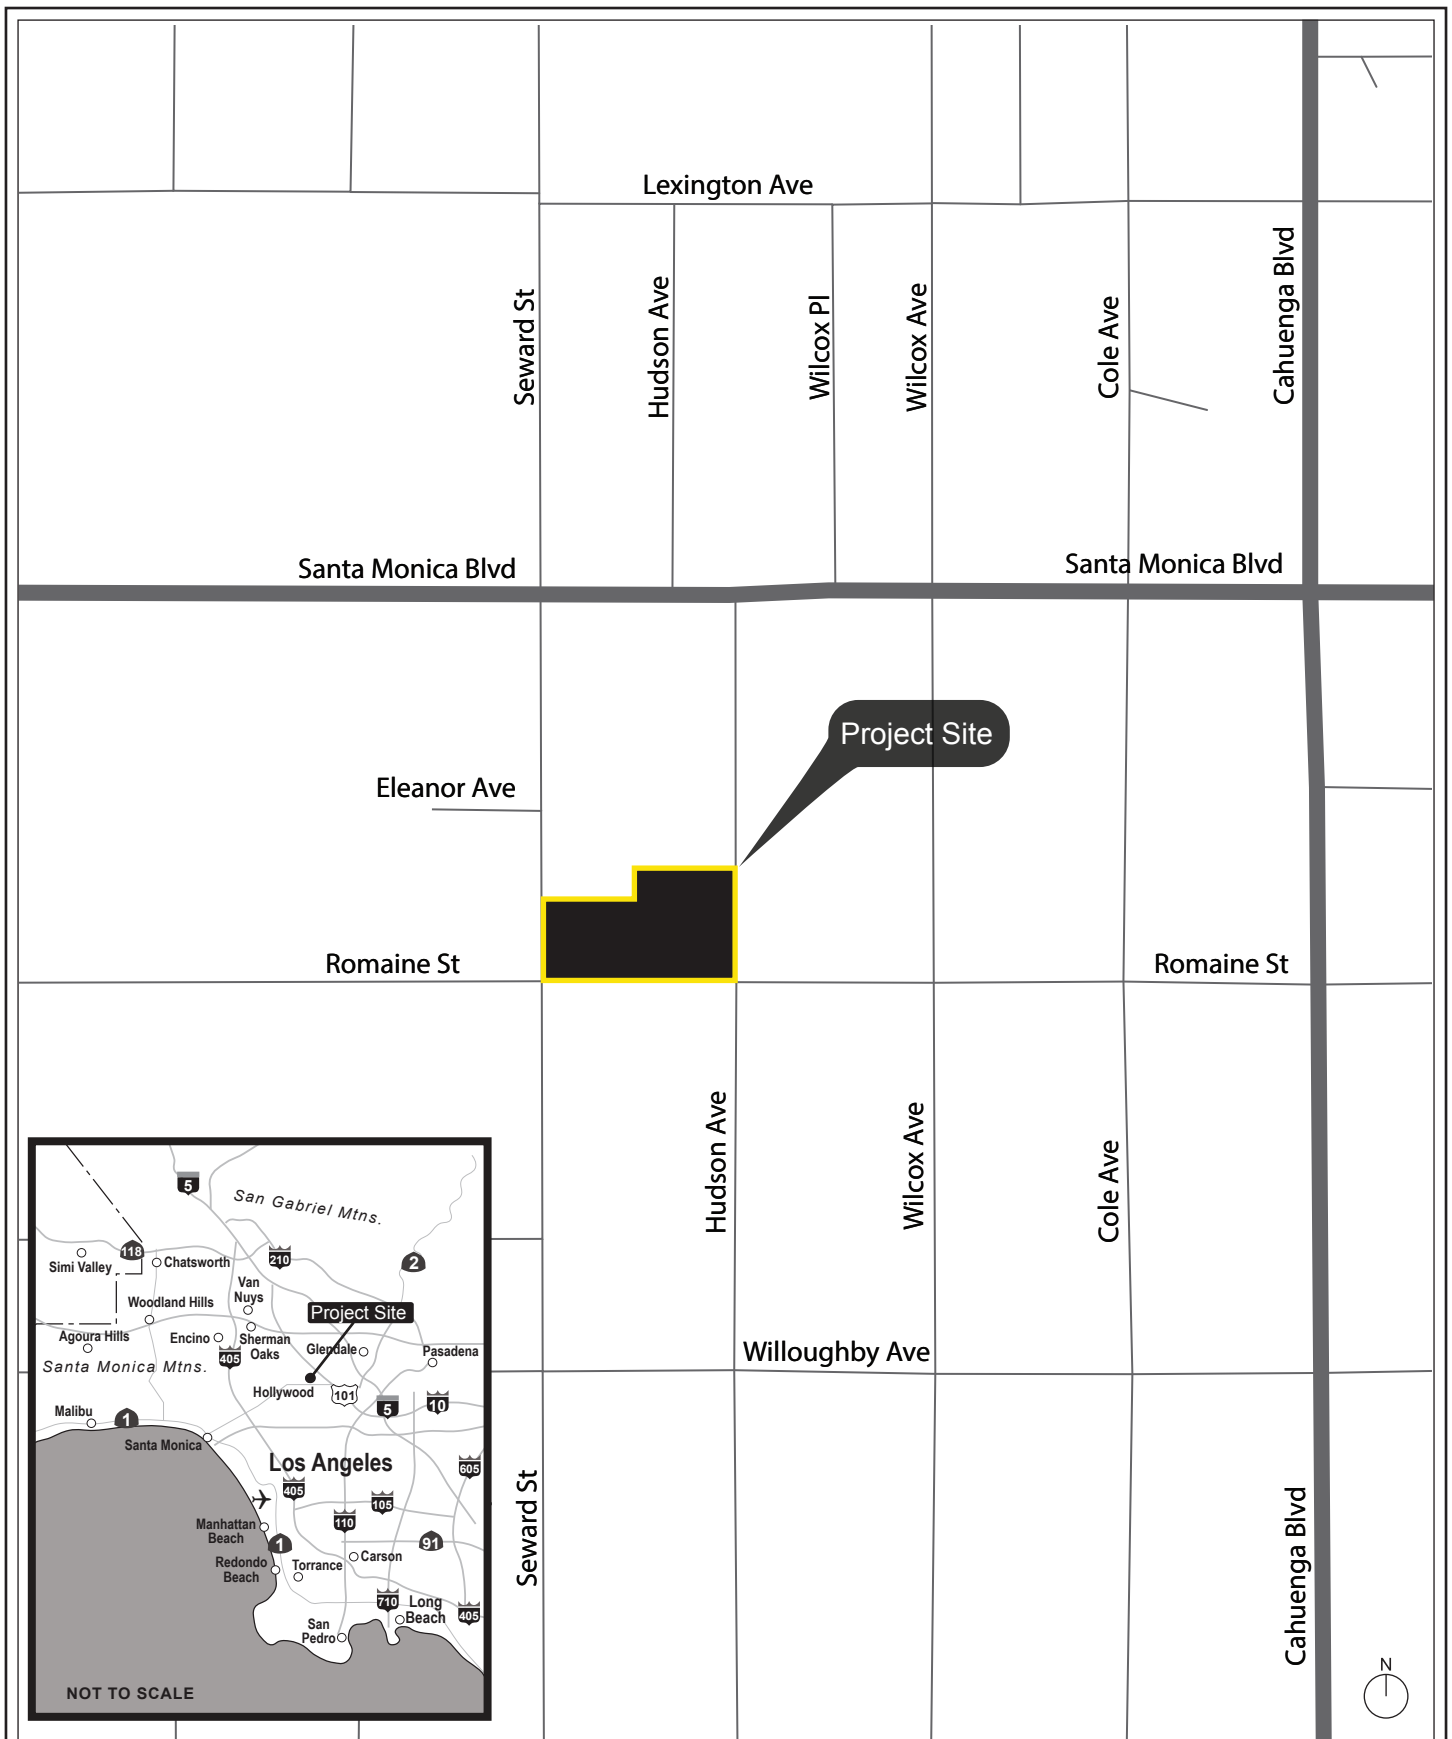 Lexington Ave
Seward St
Hudson Ave
Wilcox Pl
Wilcox Ave
Cole Ave
Cahuenga Blvd
Santa Monica Blvd
Santa Monica Blvd
Project Site
Eleanor Ave
Romaine St
Romaine St
Hudson Ave
Wilcox Ave
Cole Ave
Willoughby Ave
Seward St
Cahuenga Blvd
N
5
San Gabriel Mtns.
118
Simi Valley
Chatsworth
210
2
Van
Nuys
Woodland Hills
Project Site
Agoura Hills
Encino
Sherman
Oaks
405
Glendale
Pasadena
Santa Monica Mtns.
Hollywood
101
5
10
Malibu
1
Santa Monica
Los Angeles
605
405
105
110
Manhattan
Beach
1
91
Redondo
Beach
Torrance
Carson
710
Long
Beach
405
San
Pedro
NOT TO SCALE